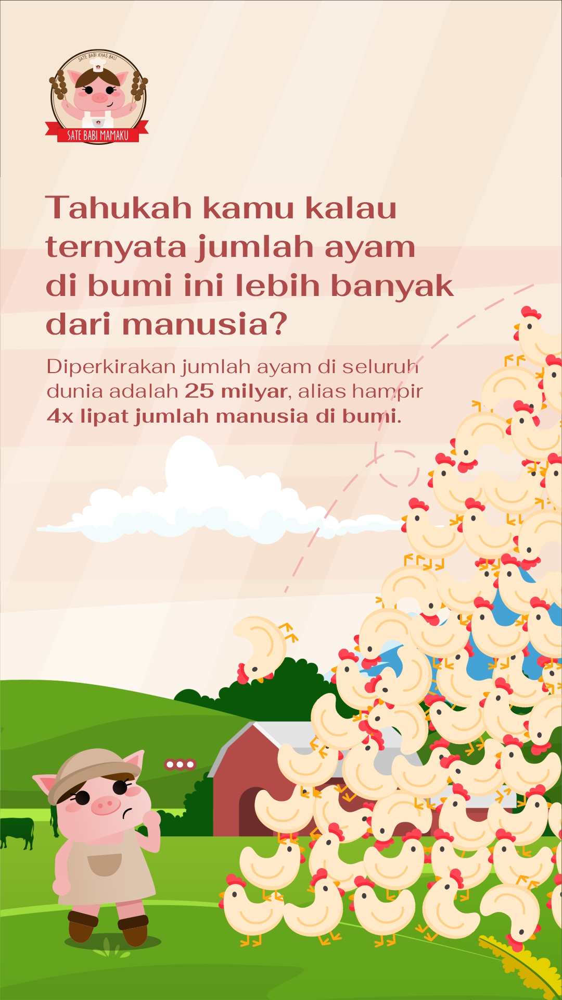 SATE BABI KHAS BALI
SATE BABI MAMAKU
Tahukah kamu kalau
ternyata jumlah ayam
di bumi ini lebih banyak
dari manusia?
Diperkirakan jumlah ayam di seluruh
dunia adalah 25 milyar, alias hampir
4x lipat jumlah manusia di bumi.